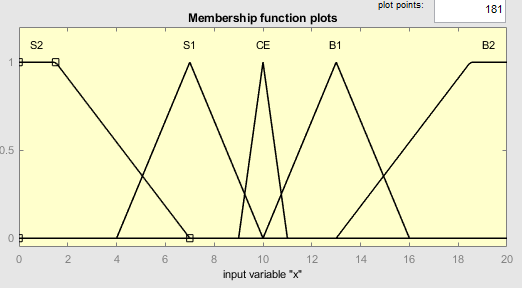 plot points: 181
Membership function plots
S2 S1 CE B1 B2
1
0.5
0
0 2 4 6 8 10 12 14 16 18 20
input variable "x"